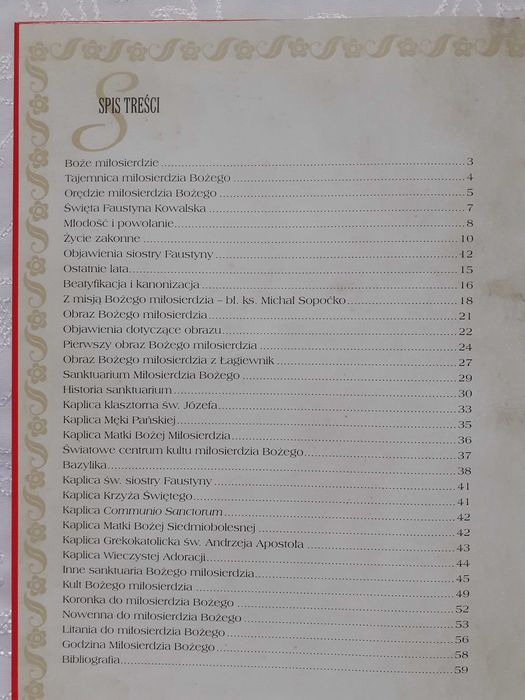 SPIS TREŚCI
Boże miłosierdzie 3
Tajemnica miłosierdzia Bożego 4
Orędzie miłosierdzia Bożego 5
Święta Faustyna Kowalska 7
Młodość i powołanie 8
Życie zakonne 10
Objawienia siostry Faustyny 12
Ostatnie lata 15
Beatyfikacja i kanonizacja 16
Z misją Bożego miłosierdzia – bł. ks. Michał Sopoćko 18
Obraz Bożego miłosierdzia 21
Objawienia dotyczące obrazu 22
Pierwszy obraz Bożego miłosierdzia 24
Obraz Bożego miłosierdzia z Łagiewnik 27
Sanktuarium Miłosierdzia Bożego 29
Historia sanktuarium 30
Kaplica klasztorna św. Józefa 33
Kaplica Męki Pańskiej 35
Kaplica Matki Bożej Miłosierdzia 36
Światowe centrum kultu miłosierdzia Bożego 37
Bazylika 38
Kaplica św. siostry Faustyny 41
Kaplica Krzyża Świętego 41
Kaplica Communio Sanctorum 42
Kaplica Matki Bożej Siedmiobolesnej 42
Kaplica Grekokatolicka św. Andrzeja Apostoła 43
Kaplica Wieczystej Adoracji 44
Inne sanktuaria Bożego miłosierdzia 45
Kult Bożego miłosierdzia 49
Koronka do miłosierdzia Bożego 52
Nowenna do miłosierdzia Bożego 53
Litania do miłosierdzia Bożego 56
Godzina Miłosierdzia Bożego 58
Bibliografia 59